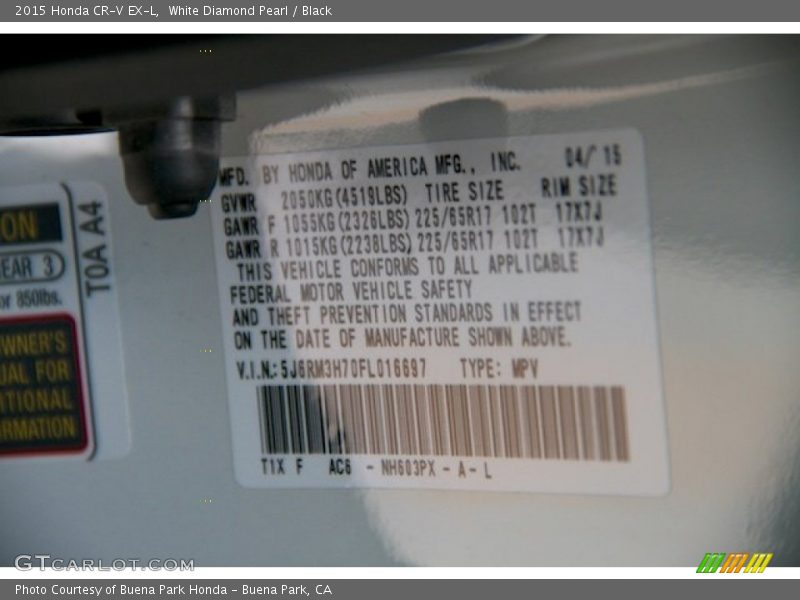 2015 Honda CR-V EX-L,  White Diamond Pearl / Black
MFD. BY HONDA OF AMERICA MFG., INC. 04/ 15
GVWR 2050KG(4519LBS) TIRE SIZE RIM SIZE
GAWR F 1055KG(2326LBS) 225/65R17 102T 17X7J
GAWR R 1015KG(2238LBS) 225/65R17 102T 17X7J
THIS VEHICLE CONFORMS TO ALL APPLICABLE
FEDERAL MOTOR VEHICLE SAFETY
AND THEFT PREVENTION STANDARDS IN EFFECT
ON THE DATE OF MANUFACTURE SHOWN ABOVE.
V.I.N.: 5J6RM3H70FL016697 TYPE: MPV
T1X F AC6 - NH603PX - A - L
ON
EAR 3
or 850lbs.
WNER'S
UAL FOR
ITIONAL
RMATION
T0A A4
GTCARLOT.COM
Photo Courtesy of Buena Park Honda - Buena Park, CA